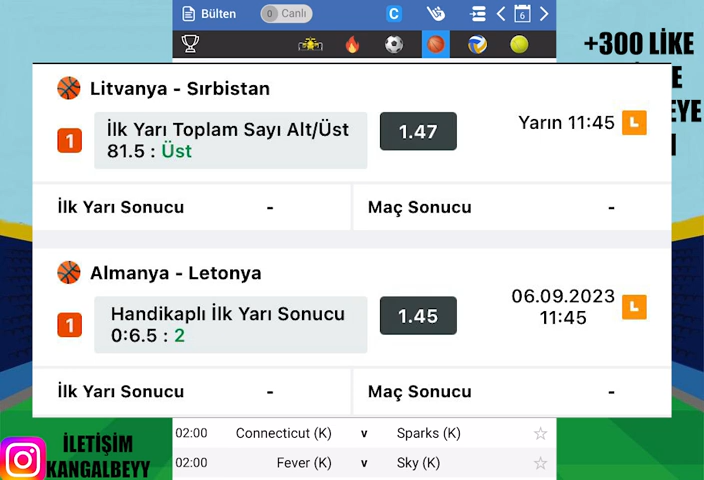 Bülten
0 Canlı
C
6
+300 LİKE
Litvanya - Sırbistan
1
İlk Yarı Toplam Sayı Alt/Üst
81.5 : Üst
1.47
Yarın 11:45
İlk Yarı Sonucu -
Maç Sonucu -
Almanya - Letonya
1
Handikaplı İlk Yarı Sonucu
0:6.5 : 2
1.45
06.09.2023
11:45
İlk Yarı Sonucu -
Maç Sonucu -
02:00 Connecticut (K) v Sparks (K)
02:00 Fever (K) v Sky (K)
İLETİŞİM
KANGALBEYY